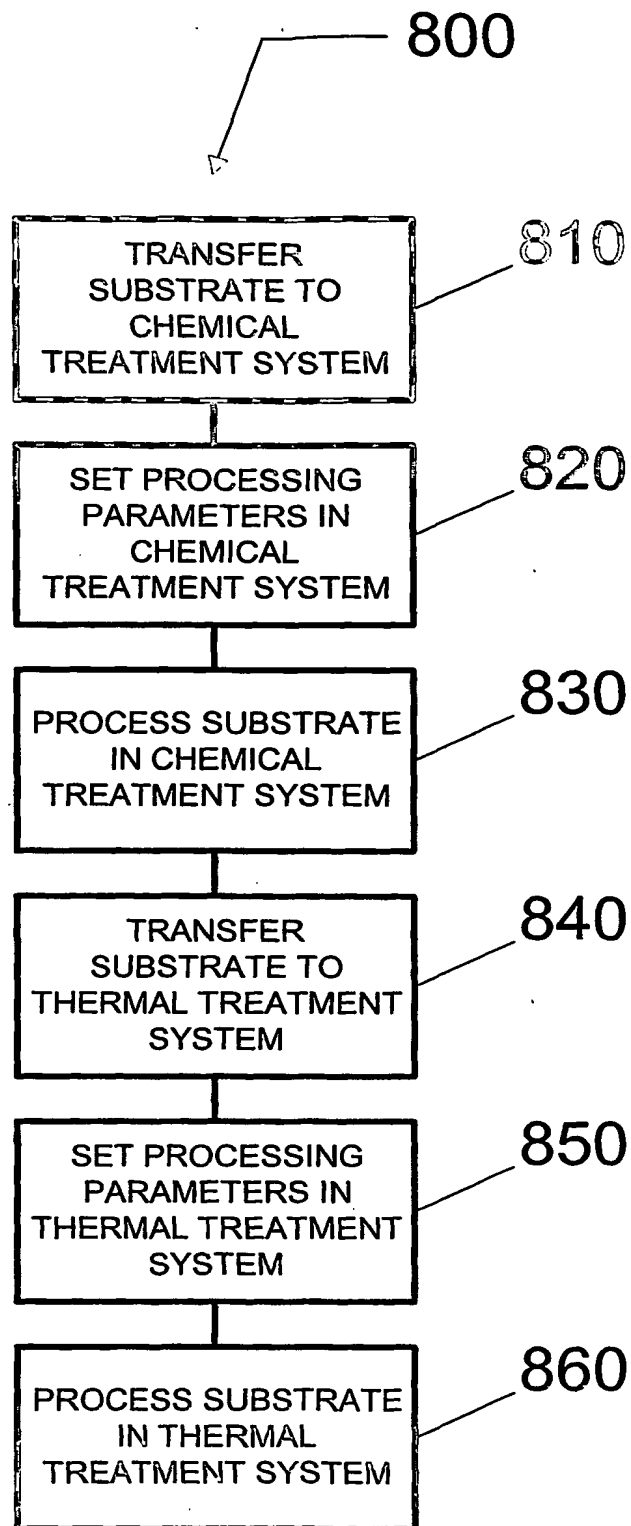 800
TRANSFER
SUBSTRATE TO
CHEMICAL
TREATMENT SYSTEM
810
SET PROCESSING
PARAMETERS IN
CHEMICAL
TREATMENT SYSTEM
820
PROCESS SUBSTRATE
IN CHEMICAL
TREATMENT SYSTEM
830
TRANSFER
SUBSTRATE TO
THERMAL TREATMENT
SYSTEM
840
SET PROCESSING
PARAMETERS IN
THERMAL TREATMENT
SYSTEM
850
PROCESS SUBSTRATE
IN THERMAL
TREATMENT SYSTEM
860